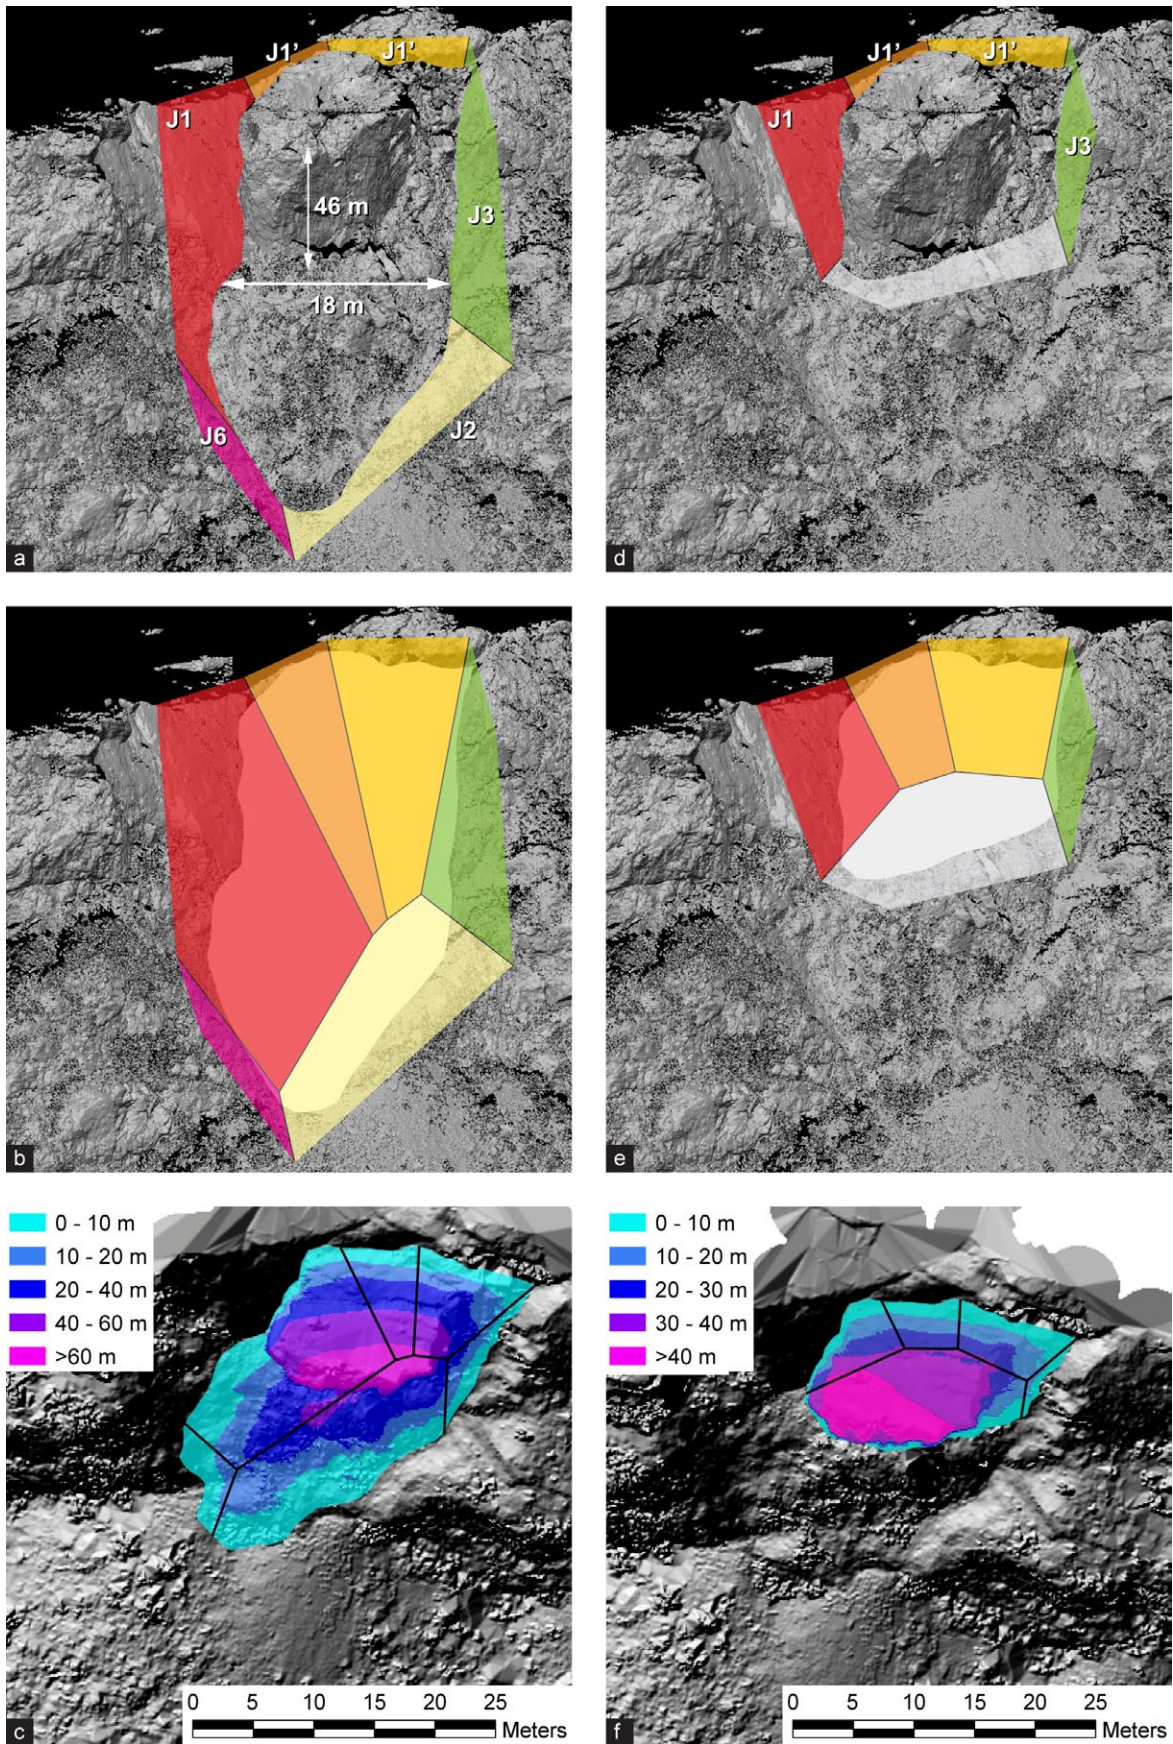 J1
J1’
J1’
46 m
18 m
J3
J6
J2
a
J1
J1’
J1’
J3
d
b
e
0 - 10 m
10 - 20 m
20 - 40 m
40 - 60 m
>60 m
0 5 10 15 20 25
Meters
c
0 - 10 m
10 - 20 m
20 - 30 m
30 - 40 m
>40 m
0 5 10 15 20 25
Meters
f